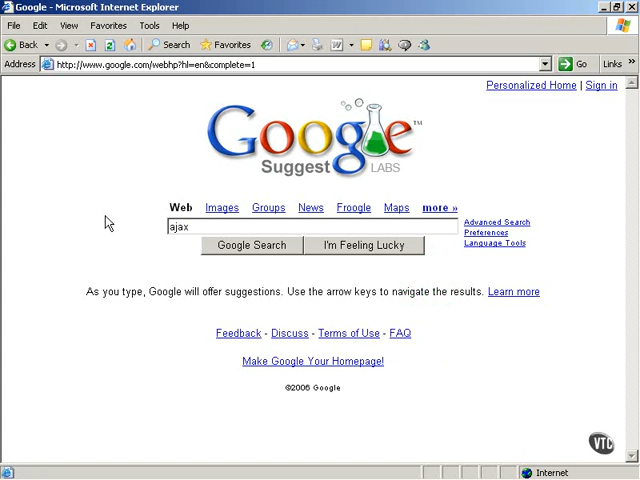 Google - Microsoft Internet Explorer
File Edit View Favorites Tools Help
Back Search Favorites
Address http://www.google.com/webhp?hl=en&complete=1 Go Links »
Personalized Home | Sign in
Google™
Suggest LABS
Web Images Groups News Froogle Maps more »
ajax
Advanced Search
Preferences
Language Tools
Google Search I'm Feeling Lucky
As you type, Google will offer suggestions. Use the arrow keys to navigate the results. Learn more
Feedback - Discuss - Terms of Use - FAQ
Make Google Your Homepage!
©2006 Google
VTC
Internet